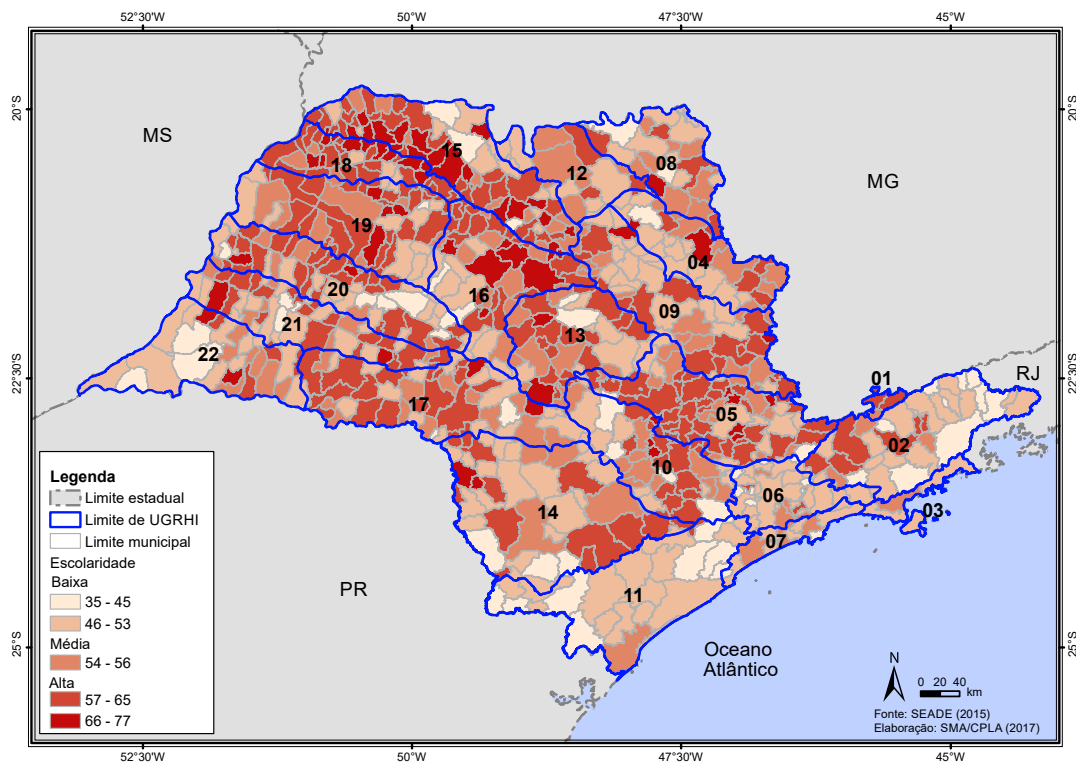 52°30'W 50°W 47°30'W 45°W
20°S 20°S
MS
MG
15
08
18
12
19
04
20
16
09
21
13
22
22°30'S 22°30'S
RJ
01
17
05
02
10
06
14
03
07
11
PR
25°S 25°S
Oceano
Atlântico
Legenda
Limite estadual
Limite de UGRHI
Limite municipal
Escolaridade
Baixa
35 - 45
46 - 53
Média
54 - 56
Alta
57 - 65
66 - 77
N
0 20 40
km
Fonte: SEADE (2015)
Elaboração: SMA/CPLA (2017)
52°30'W 50°W 47°30'W 45°W